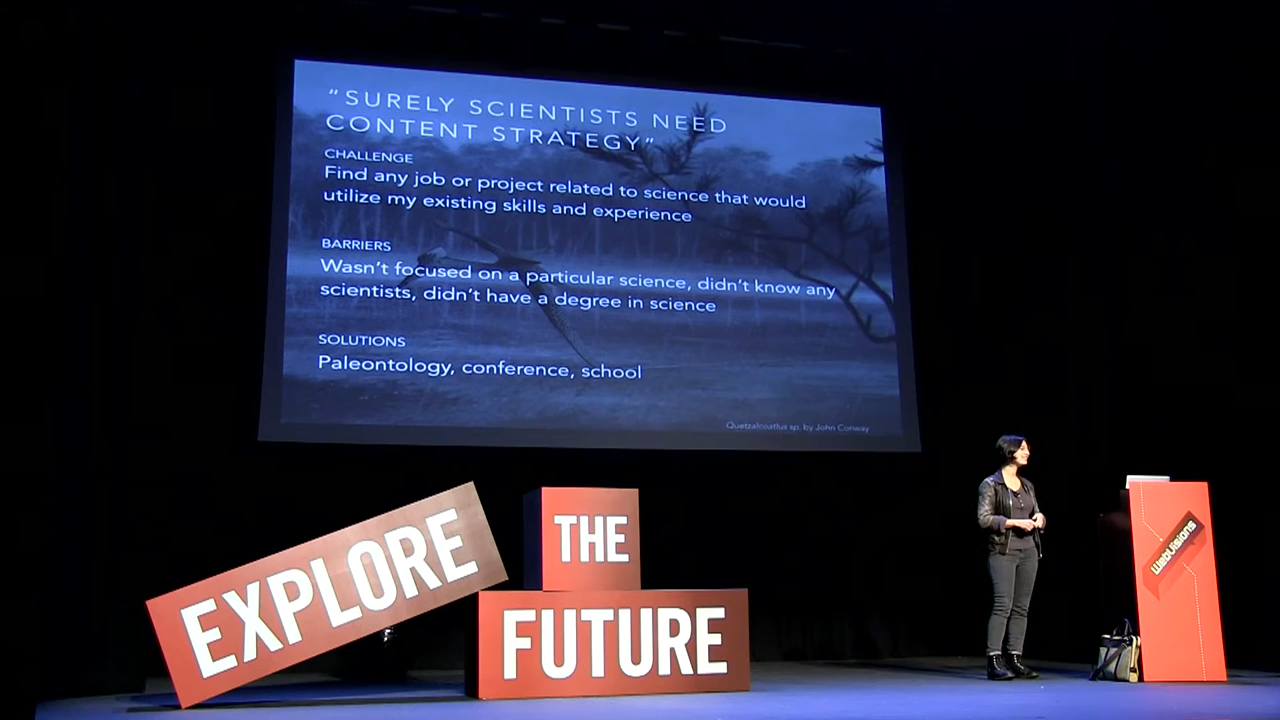 "SURELY SCIENTISTS NEED
CONTENT STRATEGY"
CHALLENGE
Find any job or project related to science that would
utilize my existing skills and experience
BARRIERS
Wasn't focused on a particular science, didn't know any
scientists, didn't have a degree in science
SOLUTIONS
Paleontology, conference, school
Quetzalcoatlus sp. by John Conway
EXPLORE
THE
FUTURE
WebVisions